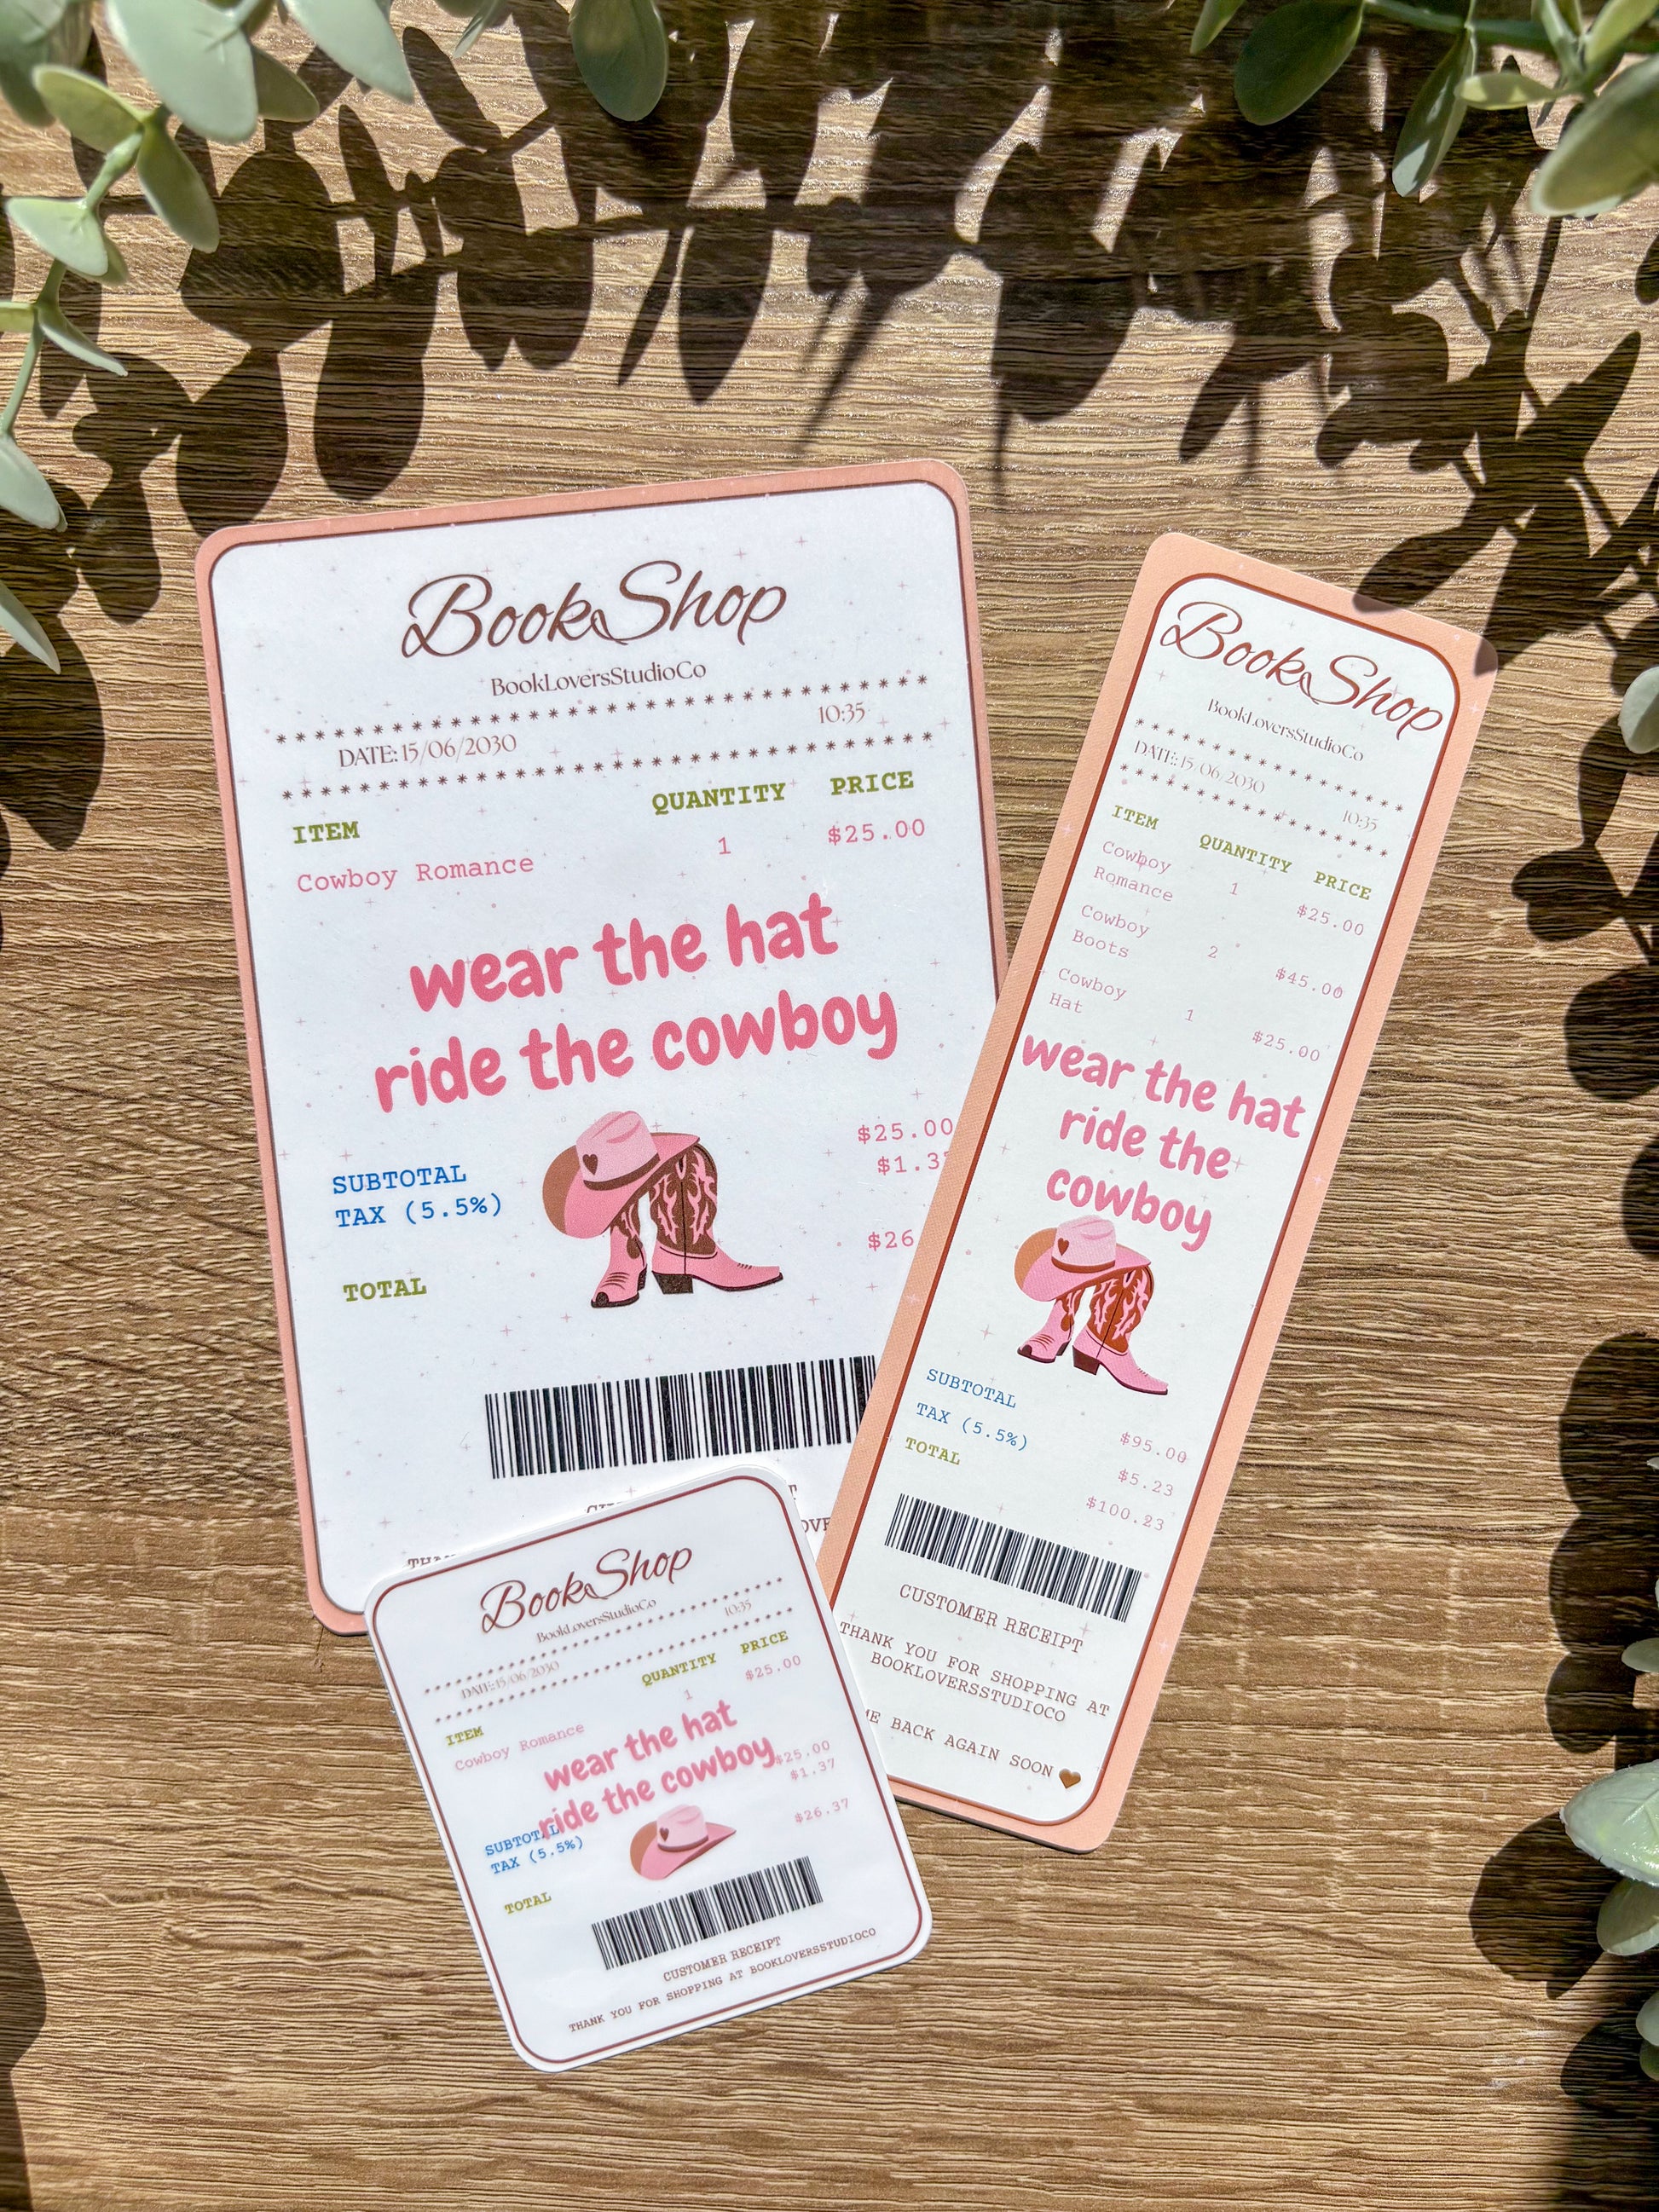 BookShop
BookLoversStudioCo
* * * * * * * * * * * * * * * * * * * * * * * * * * * * * *
DATE: 15/06/2030 10:35
* * * * * * * * * * * * * * * * * * * * * * * * * * * * * *
ITEM QUANTITY PRICE
Cowboy Romance 1 $25.00
wear the hat
ride the cowboy
SUBTOTAL $25.00
TAX (5.5%) $1.37
TOTAL $26
BookShop
BookLoversStudioCo
* * * * * * * * * * * * * * * * * *
DATE: 15/06/2030 10:35
* * * * * * * * * * * * * * * * * *
ITEM QUANTITY PRICE
Cowboy Romance 1 $25.00
Cowboy Boots 2 $45.00
Cowboy Hat 1 $25.00
wear the hat
ride the
cowboy
SUBTOTAL $95.00
TAX (5.5%) $5.23
TOTAL $100.23
CUSTOMER RECEIPT
THANK YOU FOR SHOPPING AT
BOOKLOVERSSTUDIOCO
ME BACK AGAIN SOON
BookShop
BookLoversStudioCo
* * * * * * * * * * * * * * * * * * * * * * * * * * * * * *
DATE: 15/06/2030 10:35
* * * * * * * * * * * * * * * * * * * * * * * * * * * * * *
ITEM QUANTITY PRICE
Cowboy Romance 1 $25.00
wear the hat
ride the cowboy
SUBTOTAL $25.00
TAX (5.5%) $1.37
TOTAL $26.37
CUSTOMER RECEIPT
THANK YOU FOR SHOPPING AT BOOKLOVERSSTUDIOCO